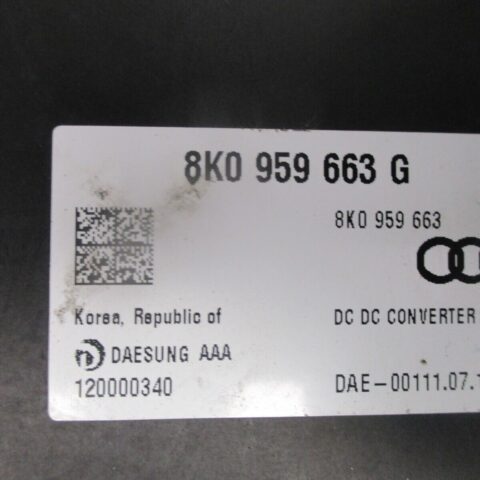 8K0 959 663 G
8K0 959 663
Korea, Republic of
DC DC CONVERTER
DAESUNG AAA
120000340
DAE-00111.07.1